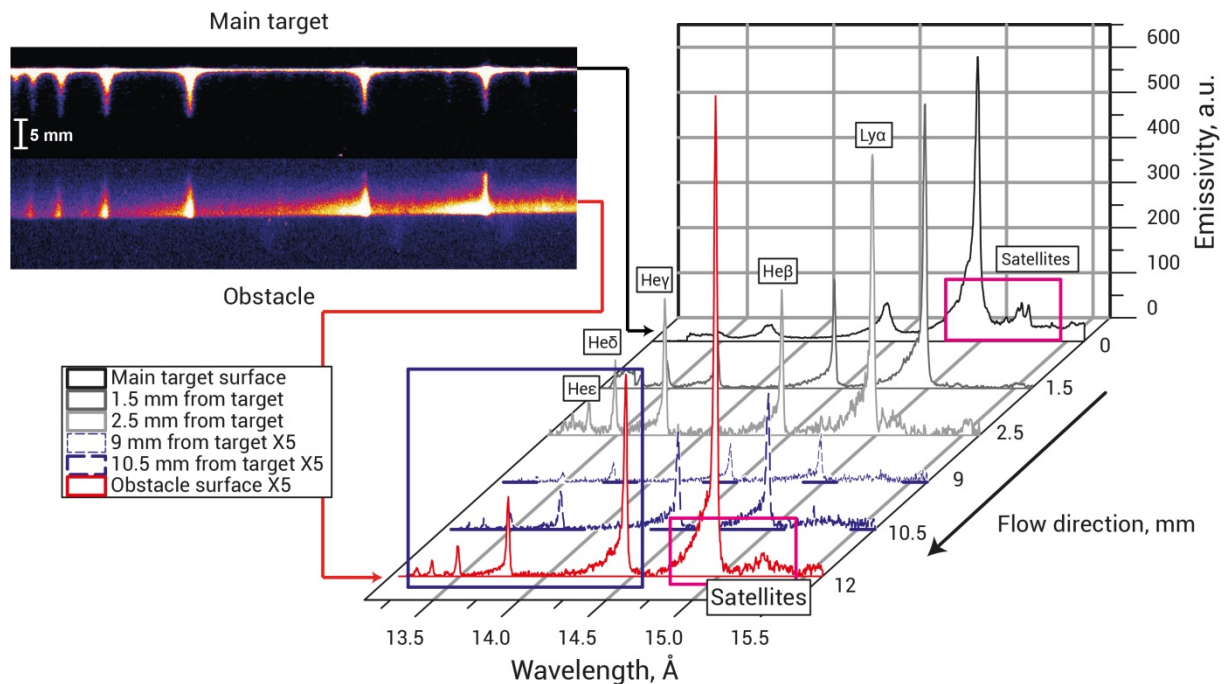 Main target
5 mm
Obstacle
Main target surface
1.5 mm from target
2.5 mm from target
9 mm from target X5
10.5 mm from target X5
Obstacle surface X5
Heε
Heδ
Heγ
Heβ
Lyα
Satellites
600
500
400
300
200
100
0
Emissivity, a.u.
0
1.5
2.5
9
10.5
12
Flow direction, mm
Satellites
13.5 14.0 14.5 15.0 15.5
Wavelength, Å